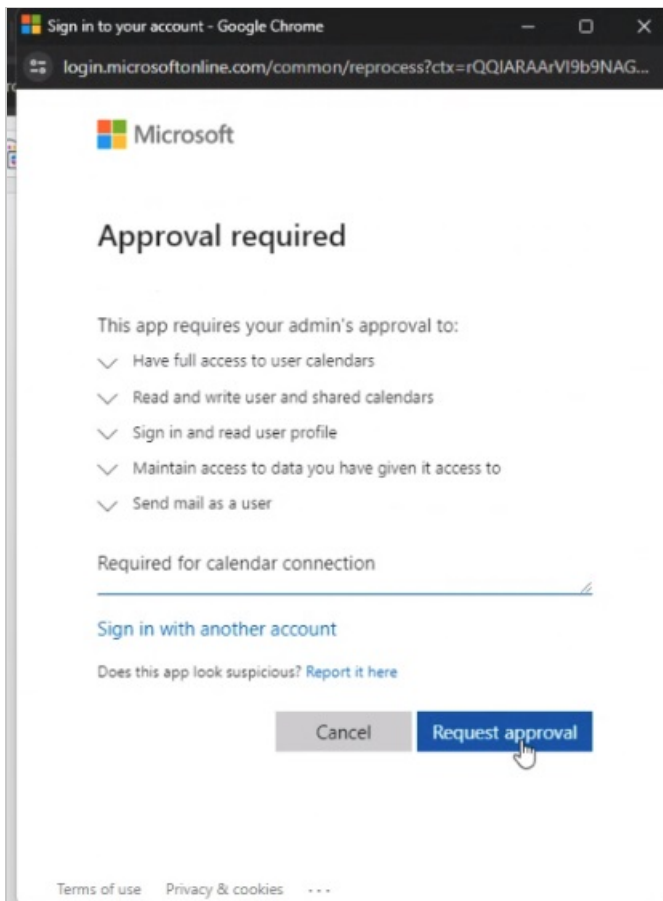 Sign in to your account - Google Chrome
login.microsoftonline.com/common/reprocess?ctx=rQQIARAArVI9b9NAG...
Microsoft
Approval required
This app requires your admin's approval to:
Have full access to user calendars
Read and write user and shared calendars
Sign in and read user profile
Maintain access to data you have given it access to
Send mail as a user
Required for calendar connection
Sign in with another account
Does this app look suspicious? Report it here
Cancel Request approval
Terms of use Privacy & cookies ...